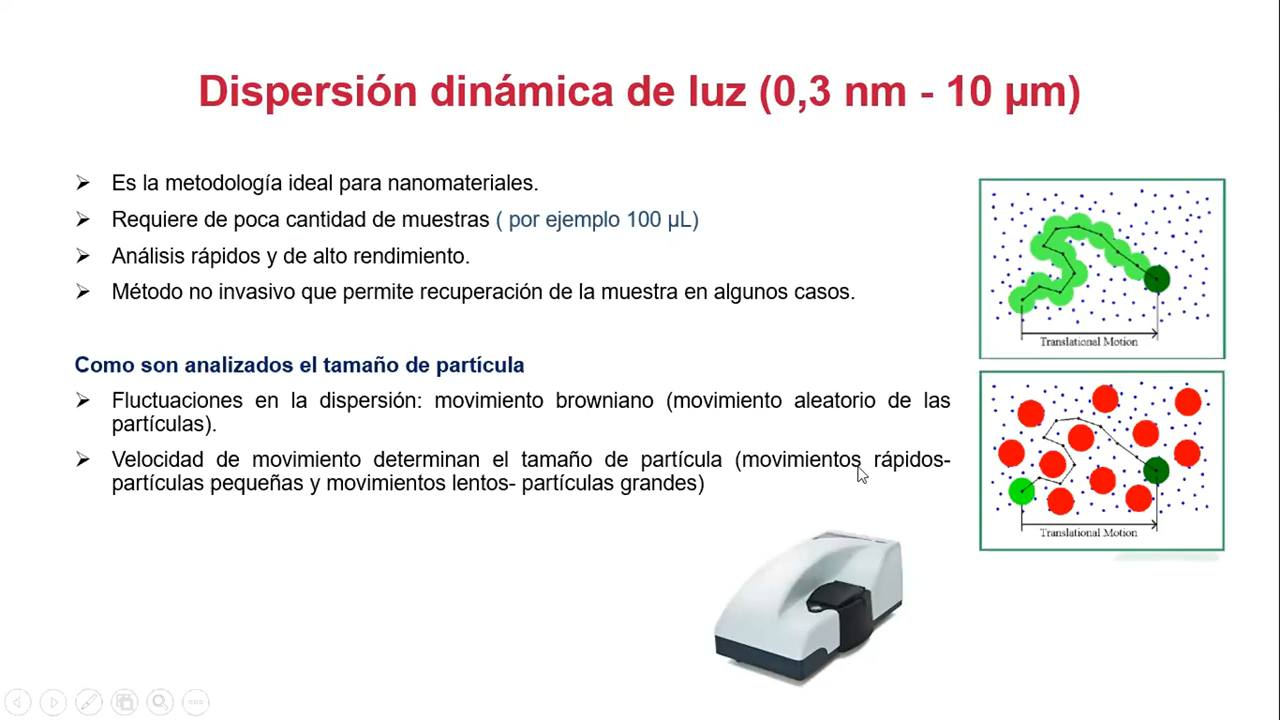 Dispersión dinámica de luz (0,3 nm - 10 µm)
Es la metodología ideal para nanomateriales.
Requiere de poca cantidad de muestras ( por ejemplo 100 µL)
Análisis rápidos y de alto rendimiento.
Método no invasivo que permite recuperación de la muestra en algunos casos.
Como son analizados el tamaño de partícula
Fluctuaciones en la dispersión: movimiento browniano (movimiento aleatorio de las
partículas).
Velocidad de movimiento determinan el tamaño de partícula (movimientos rápidos-
partículas pequeñas y movimientos lentos- partículas grandes)
Translational Motion
Translational Motion